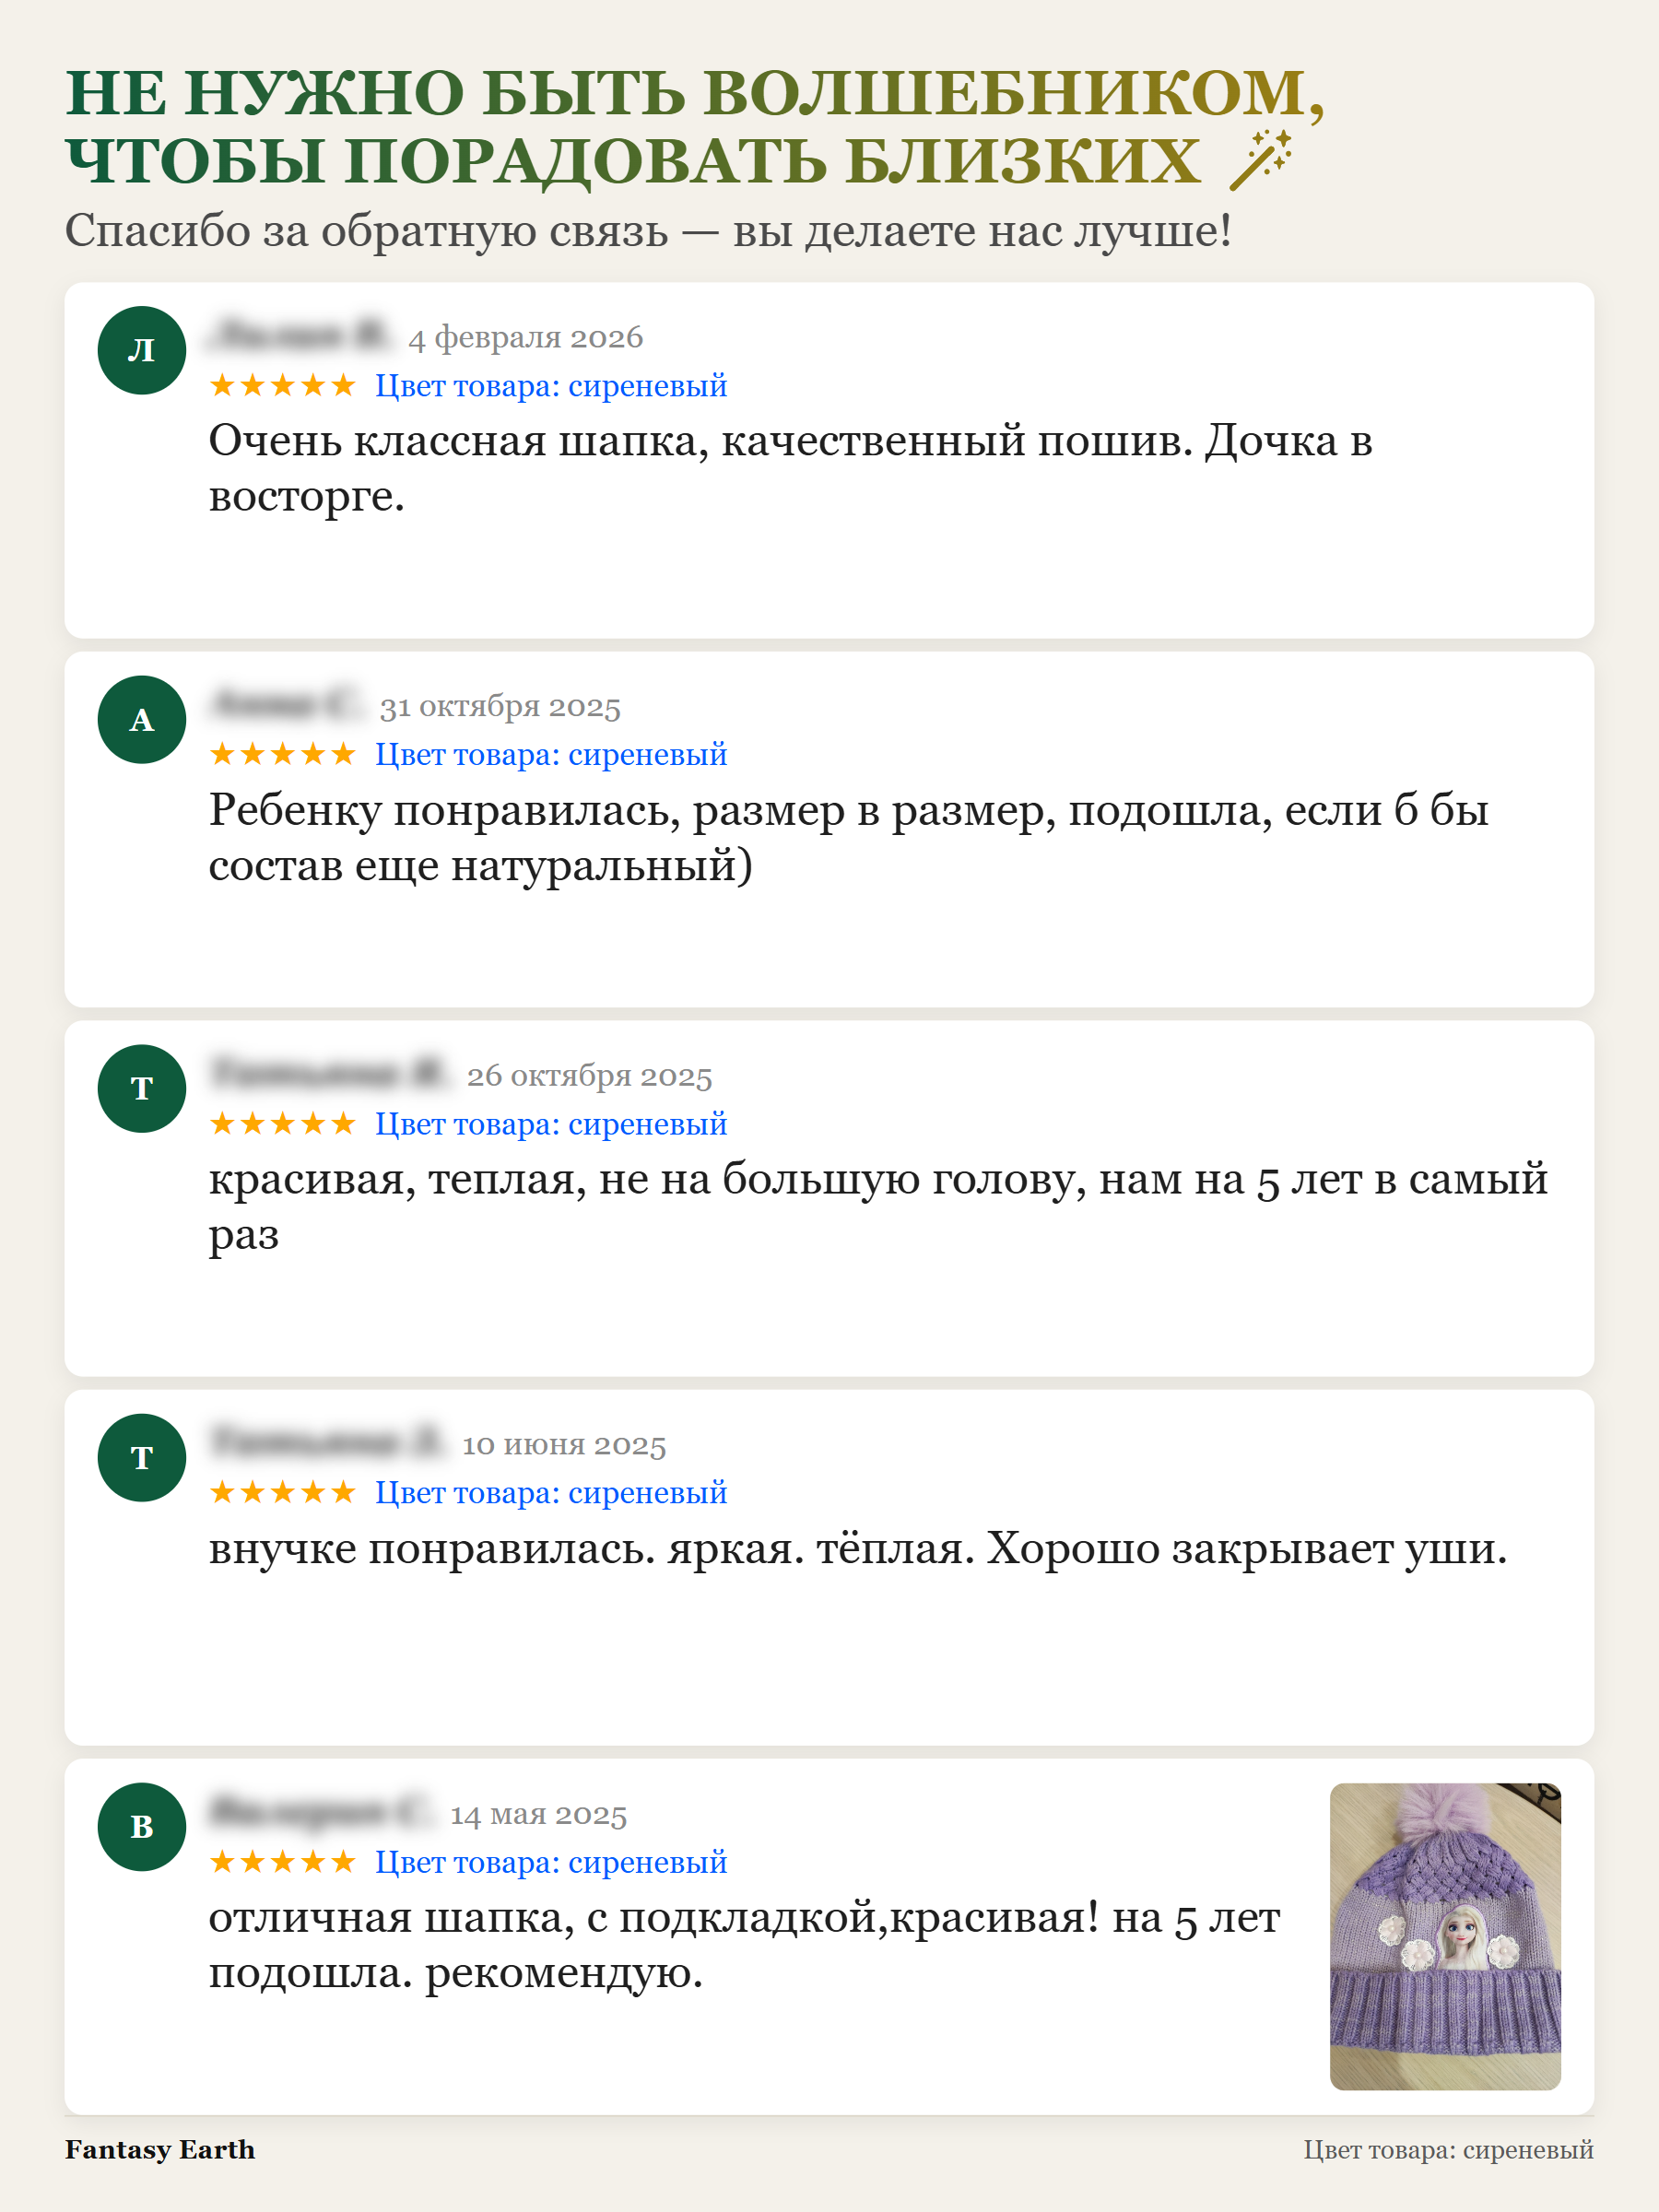 НЕ НУЖНО БЫТЬ ВОЛШЕБНИКОМ,
ЧТОБЫ ПОРАДОВАТЬ БЛИЗКИХ
Спасибо за обратную связь — вы делаете нас лучше!
Л
4 февраля 2026
★★★★★ Цвет товара: сиреневый
Очень классная шапка, качественный пошив. Дочка в
восторге.
А
31 октября 2025
★★★★★ Цвет товара: сиреневый
Ребенку понравилась, размер в размер, подошла, если б бы
состав еще натуральный)
Т
26 октября 2025
★★★★★ Цвет товара: сиреневый
красивая, теплая, не на большую голову, нам на 5 лет в самый
раз
Т
10 июня 2025
★★★★★ Цвет товара: сиреневый
внучке понравилась. яркая. тёплая. Хорошо закрывает уши.
В
14 мая 2025
★★★★★ Цвет товара: сиреневый
отличная шапка, с подкладкой,красивая! на 5 лет
подошла. рекомендую.
Fantasy Earth
Цвет товара: сиреневый